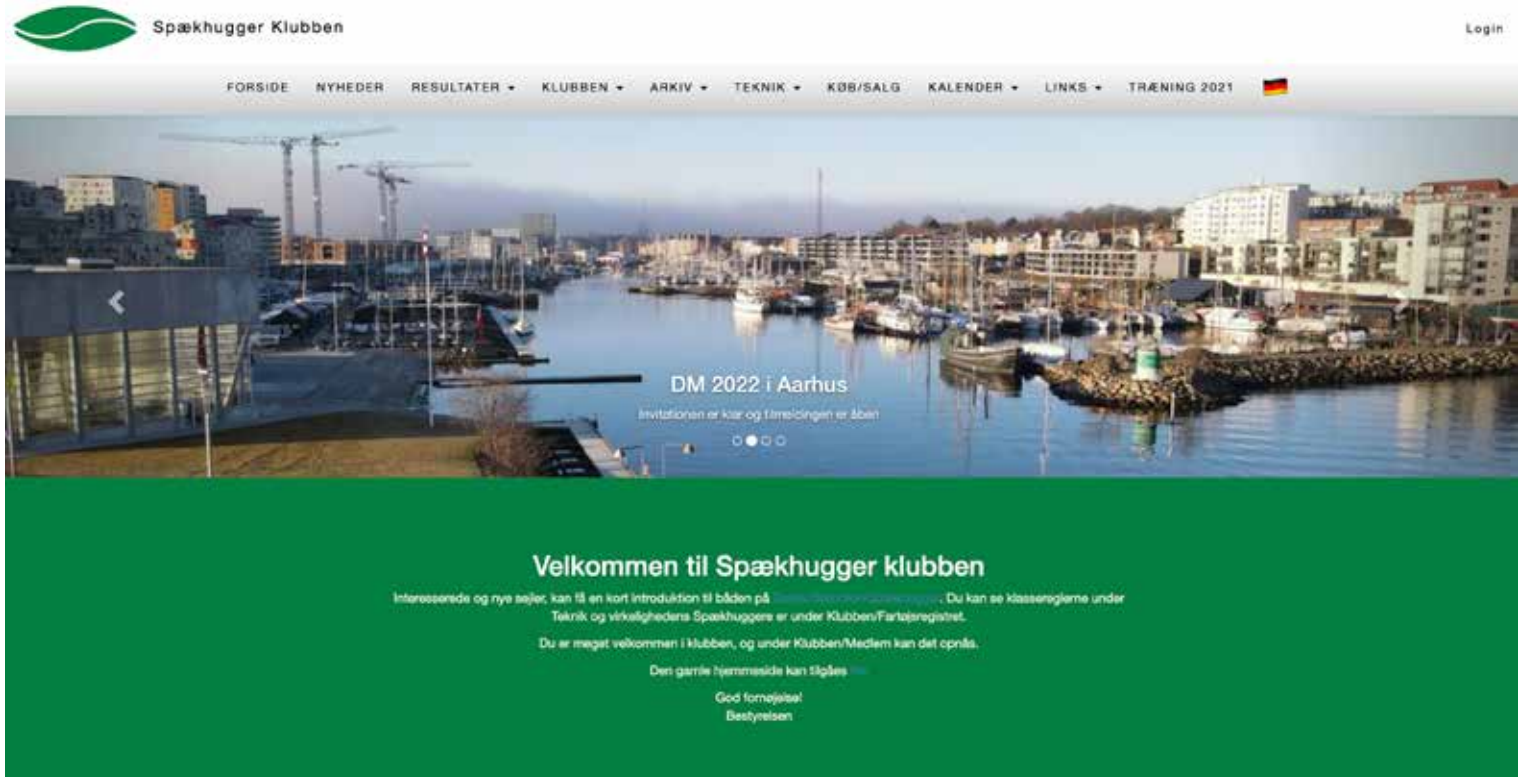 Spækhugger Klubben
Login
FORSIDE NYHEDER RESULTATER KLUBBEN ARKIV TEKNIK KØB/SALG KALENDER LINKS TRÆNING 2021
DM 2022 i Aarhus
Invitationen er klar og tilmeldingen er åben
Velkommen til Spækhugger klubben
Interesserede og nye sejler, kan få en kort introduktion til båden på . Du kan se klassereglerne under
Teknik og virkelighedens Spækhuggere er under Klubben/Fartøjsregistret.
Du er meget velkommen i klubben, og under Klubben/Medlem kan det opnås.
Den gamle hjemmeside kan tilgåes
God fornøjelse!
Bestyrelsen